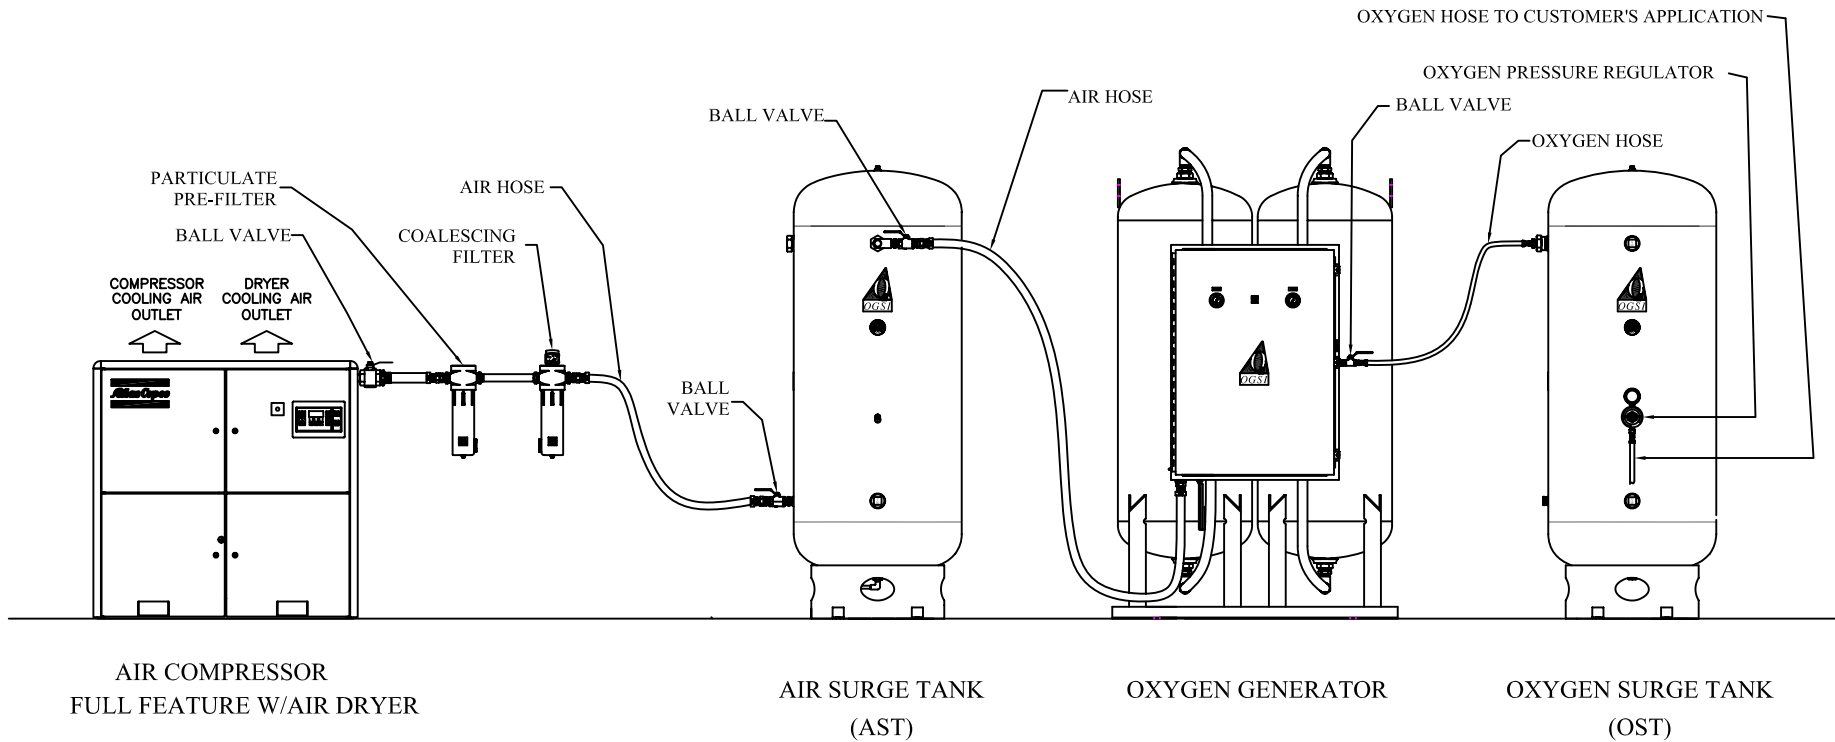 OXYGEN HOSE TO CUSTOMER'S APPLICATION
OXYGEN PRESSURE REGULATOR
BALL VALVE
AIR HOSE
BALL VALVE
OXYGEN HOSE
PARTICULATE
PRE-FILTER
AIR HOSE
BALL VALVE
COALESCING
FILTER
COMPRESSOR
COOLING AIR
OUTLET
DRYER
COOLING AIR
OUTLET
BALL
VALVE
Atlas Copco
OGSI
OGSI
OGSI
AIR COMPRESSOR
FULL FEATURE W/AIR DRYER
AIR SURGE TANK
(AST)
OXYGEN GENERATOR
OXYGEN SURGE TANK
(OST)